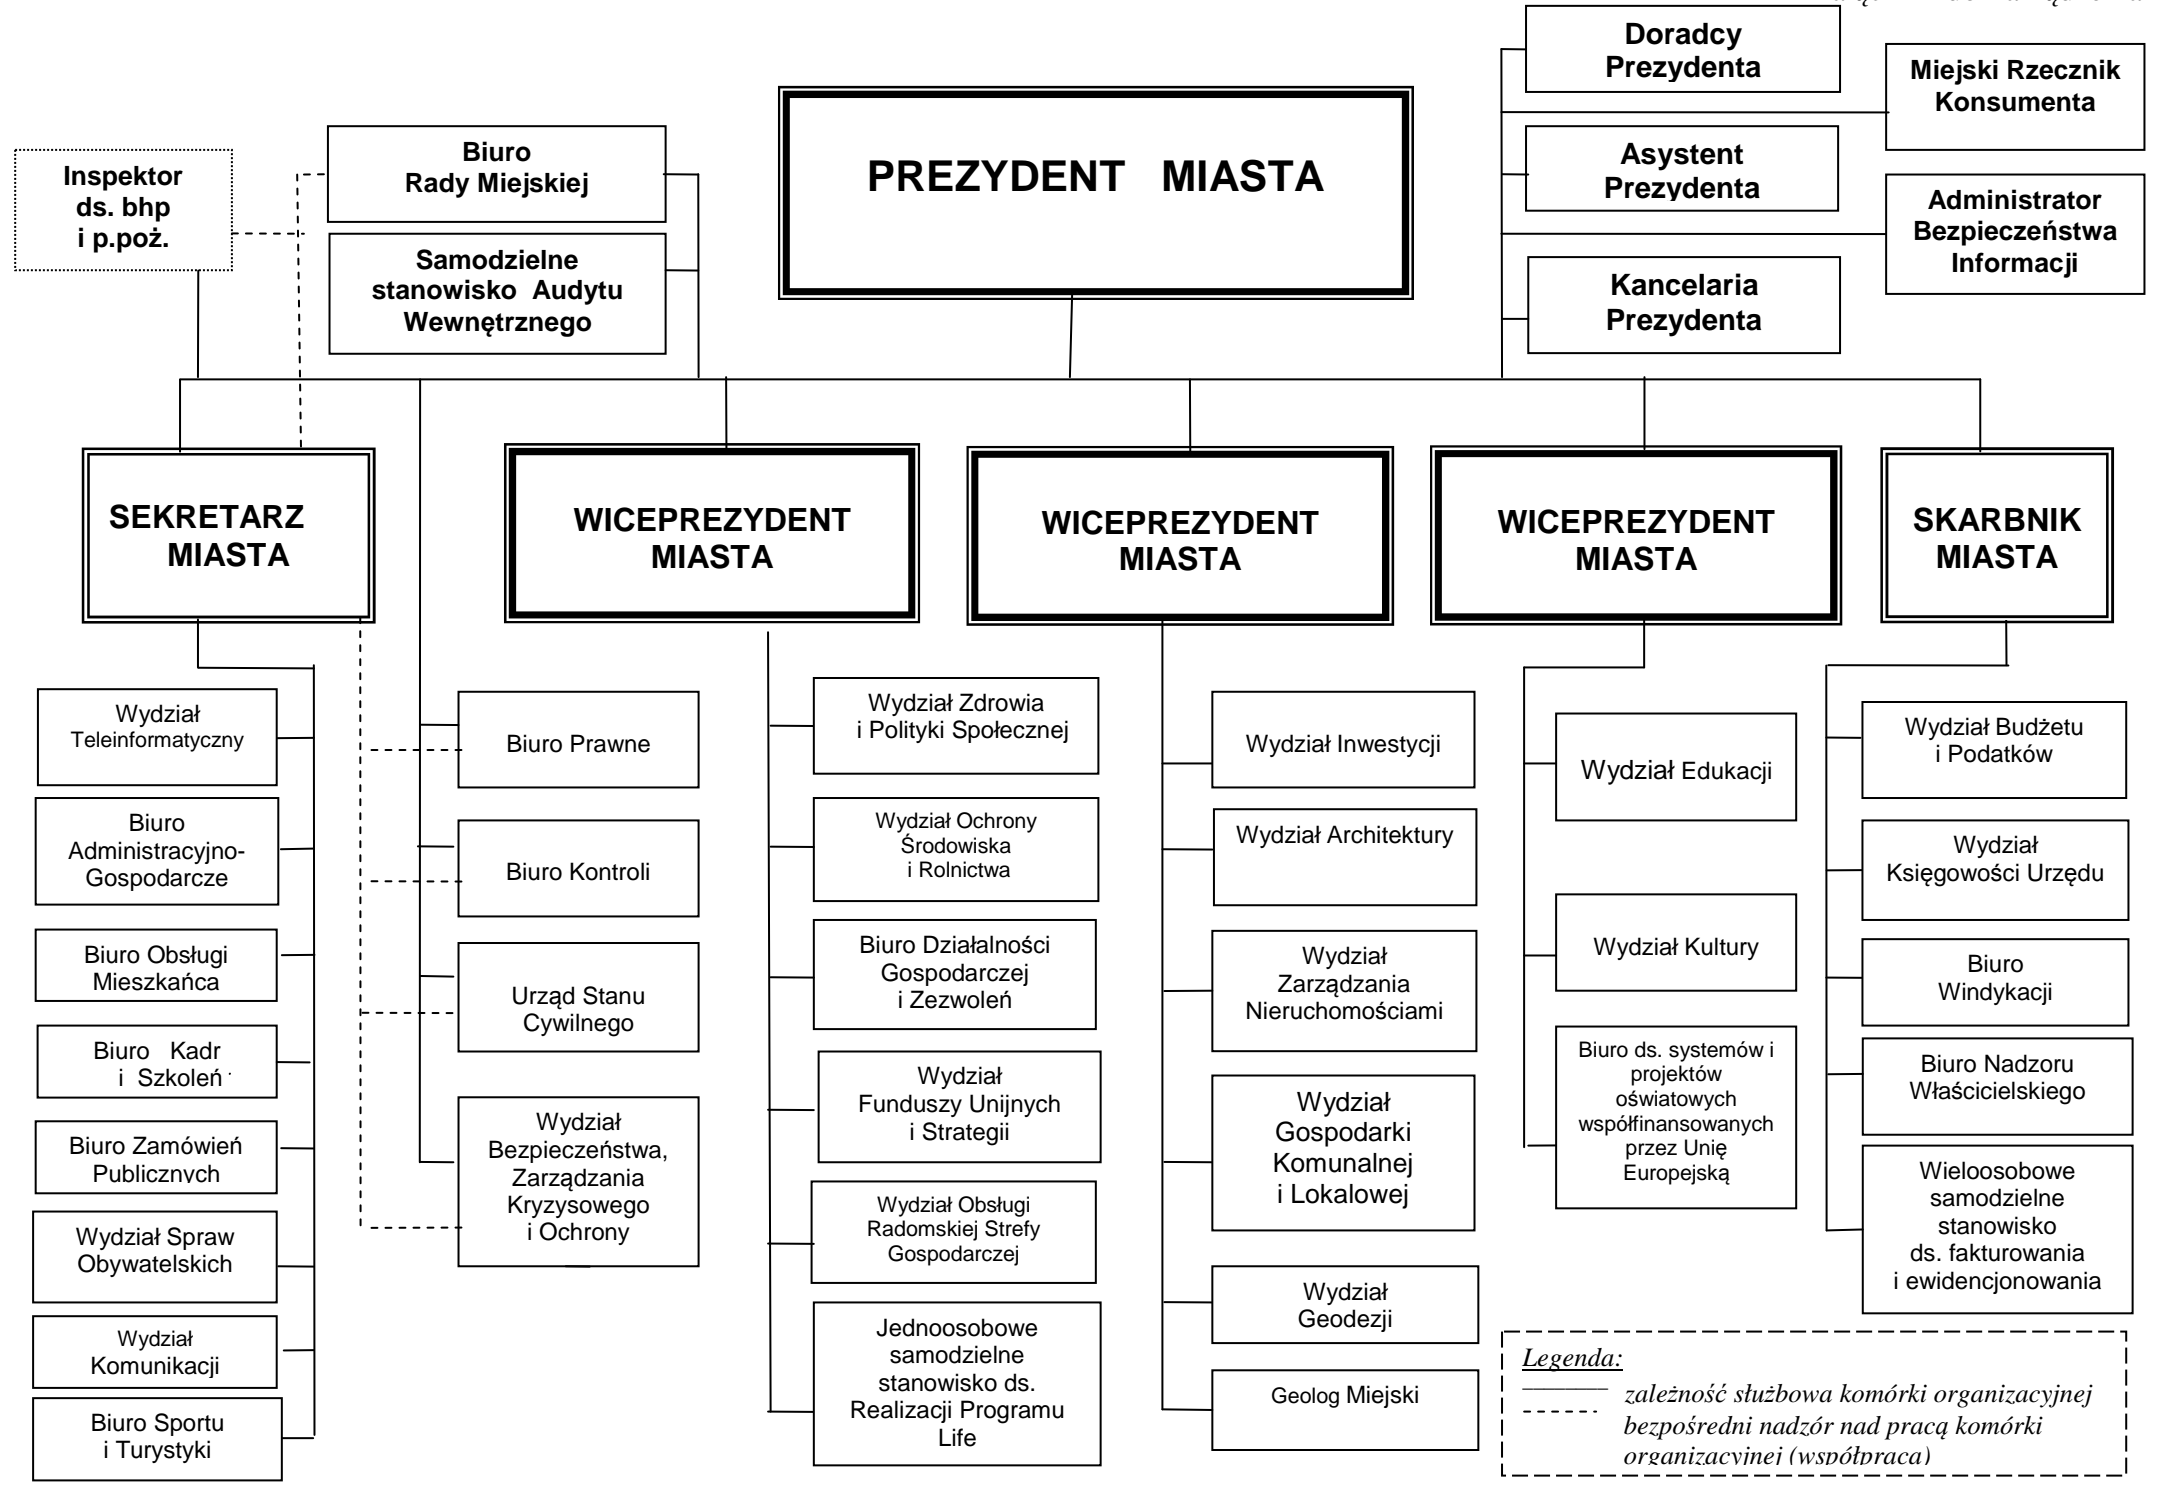 Doradcy
Prezydenta
Miejski Rzecznik
Konsumenta
PREZYDENT MIASTA
Biuro
Rady Miejskiej
Asystent
Prezydenta
Inspektor
ds. bhp
i p.poż.
Administrator
Bezpieczeństwa
Informacji
Samodzielne
stanowisko Audytu
Wewnętrznego
Kancelaria
Prezydenta
SEKRETARZ
MIASTA
WICEPREZYDENT
MIASTA
WICEPREZYDENT
MIASTA
WICEPREZYDENT
MIASTA
SKARBNIK
MIASTA
Wydział
Teleinformatyczny
Biuro
Administracyjno-
Gospodarcze
Biuro Obsługi
Mieszkańca
Biuro Kadr
i Szkoleń
Biuro Zamówień
Publicznych
Wydział Spraw
Obywatelskich
Wydział
Komunikacji
Biuro Sportu
i Turystyki
Biuro Prawne
Biuro Kontroli
Urząd Stanu
Cywilnego
Wydział
Bezpieczeństwa,
Zarządzania
Kryzysowego
i Ochrony
Wydział Zdrowia
i Polityki Społecznej
Wydział Ochrony
Środowiska
i Rolnictwa
Biuro Działalności
Gospodarczej
i Zezwoleń
Wydział
Funduszy Unijnych
i Strategii
Wydział Obsługi
Radomskiej Strefy
Gospodarczej
Jednoosobowe
samodzielne
stanowisko ds.
Realizacji Programu
Life
Wydział Inwestycji
Wydział Architektury
Wydział
Zarządzania
Nieruchomościami
Wydział
Gospodarki
Komunalnej
i Lokalowej
Wydział
Geodezji
Geolog Miejski
Wydział Edukacji
Wydział Kultury
Biuro ds. systemów i
projektów
oświatowych
współfinansowanych
przez Unię
Europejską
Wydział Budżetu
i Podatków
Wydział
Księgowości Urzędu
Biuro
Windykacji
Biuro Nadzoru
Właścicielskiego
Wieloosobowe
samodzielne
stanowisko
ds. fakturowania
i ewidencjonowania
Legenda:
zależność służbowa komórki organizacyjnej
bezpośredni nadzór nad pracą komórki
organizacyjnej (współpraca)